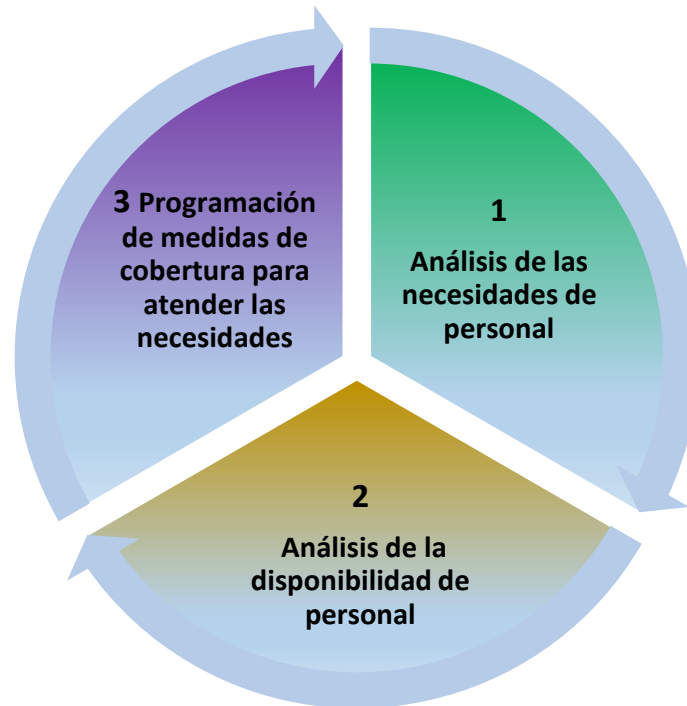 1
Análisis de las
necesidades de
personal
2
Análisis de la
disponibilidad de
personal
3 Programación
de medidas de
cobertura para
atender las
necesidades